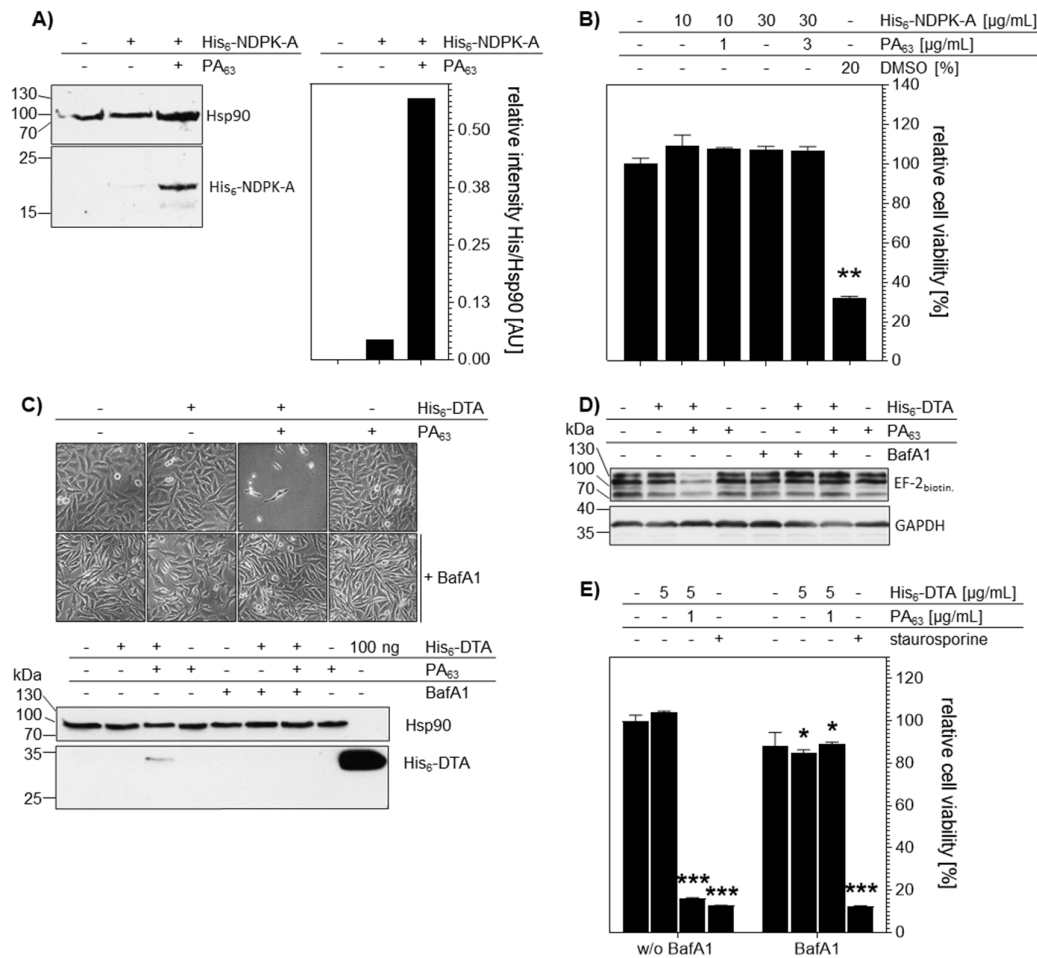 A)
- + + His₆-NDPK-A
- - + PA₆₃
130
100
70
Hsp90
25
15
His₆-NDPK-A
- + + His₆-NDPK-A
- - + PA₆₃
0.50
0.38
0.25
0.13
0.00
relative intensity His/Hsp90 [AU]
B)
- 10 10 30 30 - His₆-NDPK-A [µg/mL]
- - 1 - 3 - PA₆₃ [µg/mL]
- - - - - 20 DMSO [%]
140
120
100
80
60
40
20
0
**
relative cell viability [%]
C)
- + + - His₆-DTA
- - + + PA₆₃
+ BafA1
- + + - - + + - 100 ng His₆-DTA
- - + + - - + + - PA₆₃
- - - - + + + - - BafA1
kDa
130
100
70
Hsp90
35
25
His₆-DTA
D)
- + + - - + + - His₆-DTA
kDa - - + + - - + + PA₆₃
- - - - + + + - BafA1
130
100
70
EF-2biotin.
40
35
GAPDH
E)
- 5 5 - - 5 5 - His₆-DTA [µg/mL]
- - 1 - - - 1 - PA₆₃ [µg/mL]
- - - + - - - + staurosporine
120
100
80
60
40
20
0
*** *** * * ***
relative cell viability [%]
w/o BafA1 BafA1